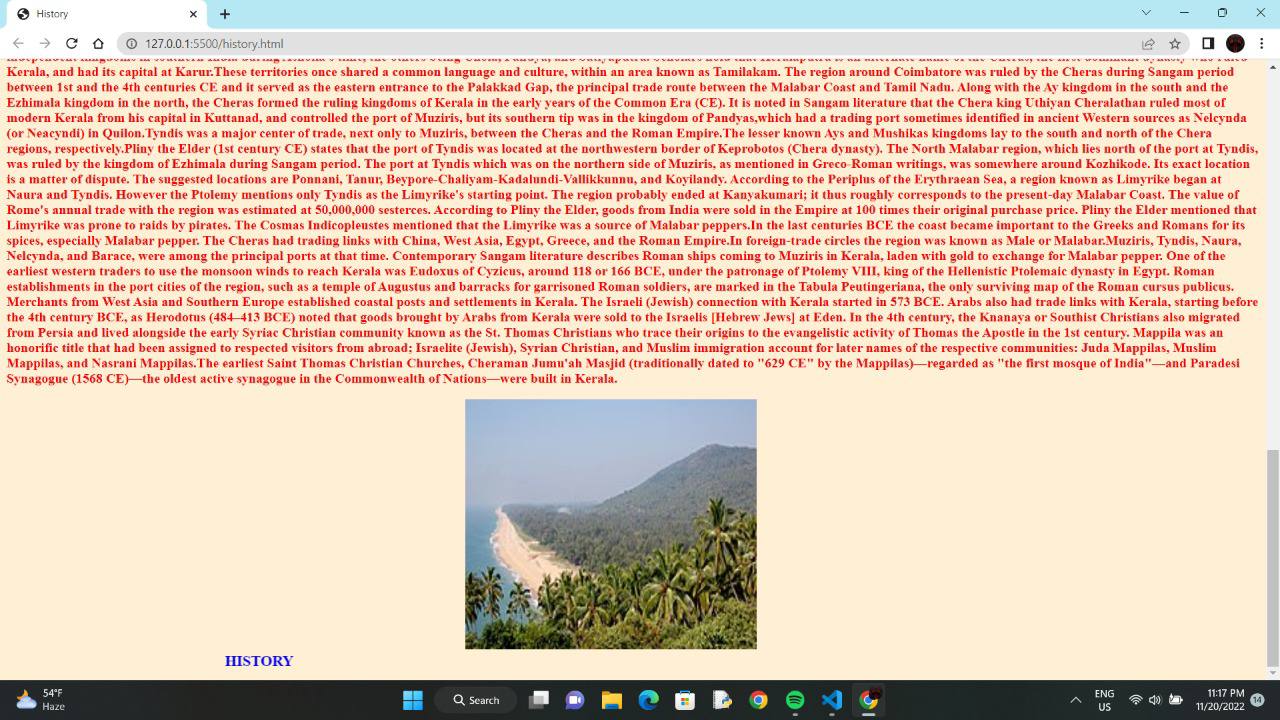 History
127.0.0.1:5500/history.html
Kerala, and had its capital at Karur.These territories once shared a common language and culture, within an area known as Tamilakam. The region around Coimbatore was ruled by the Cheras during Sangam period
between 1st and the 4th centuries CE and it served as the eastern entrance to the Palakkad Gap, the principal trade route between the Malabar Coast and Tamil Nadu. Along with the Ay kingdom in the south and the
Ezhimala kingdom in the north, the Cheras formed the ruling kingdoms of Kerala in the early years of the Common Era (CE). It is noted in Sangam literature that the Chera king Uthiyan Cheralathan ruled most of
modern Kerala from his capital in Kuttanad, and controlled the port of Muziris, but its southern tip was in the kingdom of Pandyas,which had a trading port sometimes identified in ancient Western sources as Nelcynda
(or Neacyndi) in Quilon.Tyndis was a major center of trade, next only to Muziris, between the Cheras and the Roman Empire.The lesser known Ays and Mushikas kingdoms lay to the south and north of the Chera
regions, respectively.Pliny the Elder (1st century CE) states that the port of Tyndis was located at the northwestern border of Keprobotos (Chera dynasty). The North Malabar region, which lies north of the port at Tyndis,
was ruled by the kingdom of Ezhimala during Sangam period. The port at Tyndis which was on the northern side of Muziris, as mentioned in Greco-Roman writings, was somewhere around Kozhikode. Its exact location
is a matter of dispute. The suggested locations are Ponnani, Tanur, Beypore-Chaliyam-Kadalundi-Vallikkunnu, and Koyilandy. According to the Periplus of the Erythraean Sea, a region known as Limyrike began at
Naura and Tyndis. However the Ptolemy mentions only Tyndis as the Limyrike's starting point. The region probably ended at Kanyakumari; it thus roughly corresponds to the present-day Malabar Coast. The value of
Rome's annual trade with the region was estimated at 50,000,000 sesterces. According to Pliny the Elder, goods from India were sold in the Empire at 100 times their original purchase price. Pliny the Elder mentioned that
Limyrike was prone to raids by pirates. The Cosmas Indicopleustes mentioned that the Limyrike was a source of Malabar peppers.In the last centuries BCE the coast became important to the Greeks and Romans for its
spices, especially Malabar pepper. The Cheras had trading links with China, West Asia, Egypt, Greece, and the Roman Empire.In foreign-trade circles the region was known as Male or Malabar.Muziris, Tyndis, Naura,
Nelcynda, and Barace, were among the principal ports at that time. Contemporary Sangam literature describes Roman ships coming to Muziris in Kerala, laden with gold to exchange for Malabar pepper. One of the
earliest western traders to use the monsoon winds to reach Kerala was Eudoxus of Cyzicus, around 118 or 166 BCE, under the patronage of Ptolemy VIII, king of the Hellenistic Ptolemaic dynasty in Egypt. Roman
establishments in the port cities of the region, such as a temple of Augustus and barracks for garrisoned Roman soldiers, are marked in the Tabula Peutingeriana, the only surviving map of the Roman cursus publicus.
Merchants from West Asia and Southern Europe established coastal posts and settlements in Kerala. The Israeli (Jewish) connection with Kerala started in 573 BCE. Arabs also had trade links with Kerala, starting before
the 4th century BCE, as Herodotus (484–413 BCE) noted that goods brought by Arabs from Kerala were sold to the Israelis [Hebrew Jews] at Eden. In the 4th century, the Knanaya or Southist Christians also migrated
from Persia and lived alongside the early Syriac Christian community known as the St. Thomas Christians who trace their origins to the evangelistic activity of Thomas the Apostle in the 1st century. Mappila was an
honorific title that had been assigned to respected visitors from abroad; Israelite (Jewish), Syrian Christian, and Muslim immigration account for later names of the respective communities: Juda Mappilas, Muslim
Mappilas, and Nasrani Mappilas.The earliest Saint Thomas Christian Churches, Cheraman Jumu'ah Masjid (traditionally dated to "629 CE" by the Mappilas)—regarded as "the first mosque of India"—and Paradesi
Synagogue (1568 CE)—the oldest active synagogue in the Commonwealth of Nations—were built in Kerala.
HISTORY
54°F
Haze
Search
ENG
US
11:17 PM
11/20/2022
14